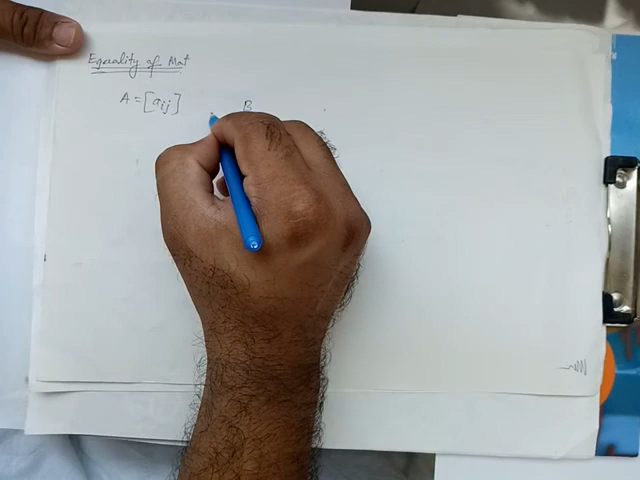 Equality of Mat
A = [aij] B